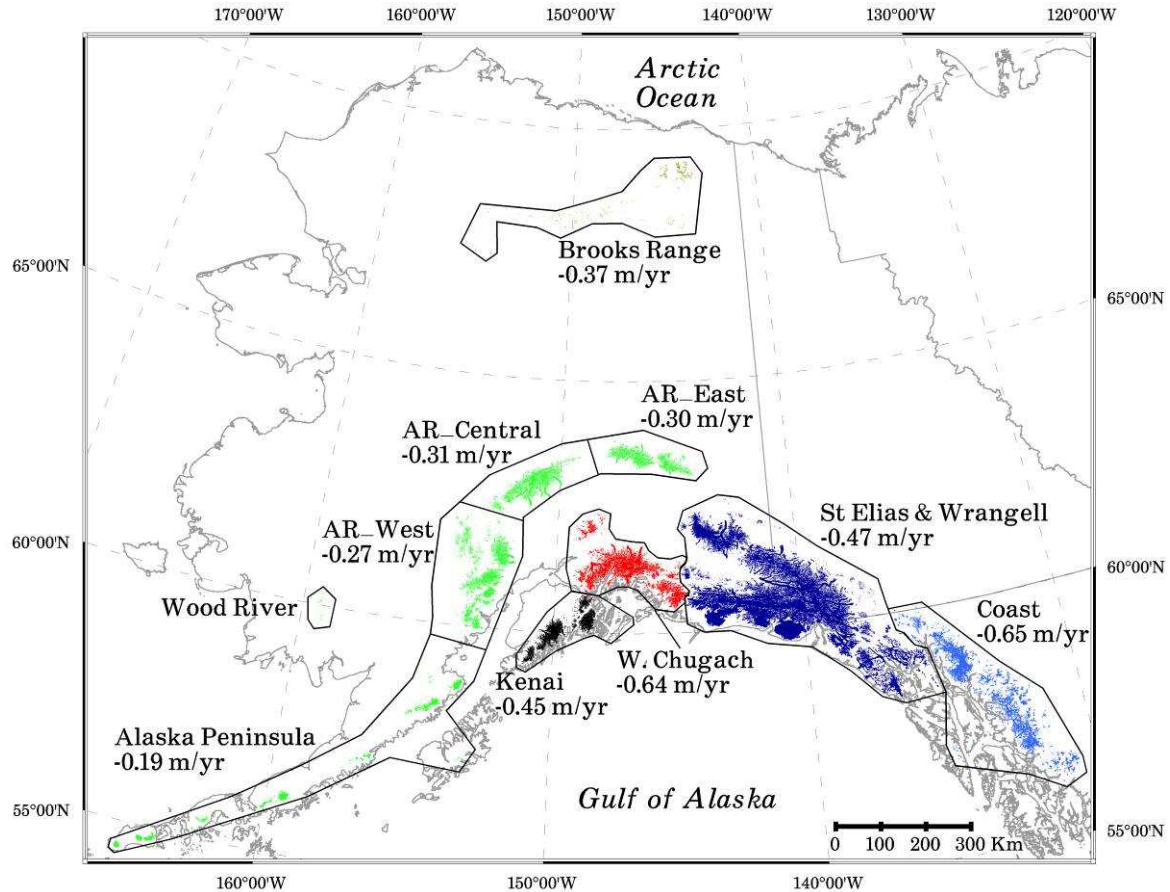 170°00'W 160°00'W 150°00'W 140°00'W 130°00'W 120°00'W
Arctic
Ocean
Brooks Range
-0.37 m/yr
65°00'N
65°00'N
AR_East
-0.30 m/yr
AR_Central
-0.31 m/yr
St Elias & Wrangell
-0.47 m/yr
AR_West
-0.27 m/yr
60°00'N
60°00'N
Wood River
Coast
-0.65 m/yr
W. Chugach
-0.64 m/yr
Kenai
-0.45 m/yr
Alaska Peninsula
-0.19 m/yr
Gulf of Alaska
55°00'N
55°00'N
0 100 200 300 Km
160°00'W 150°00'W 140°00'W